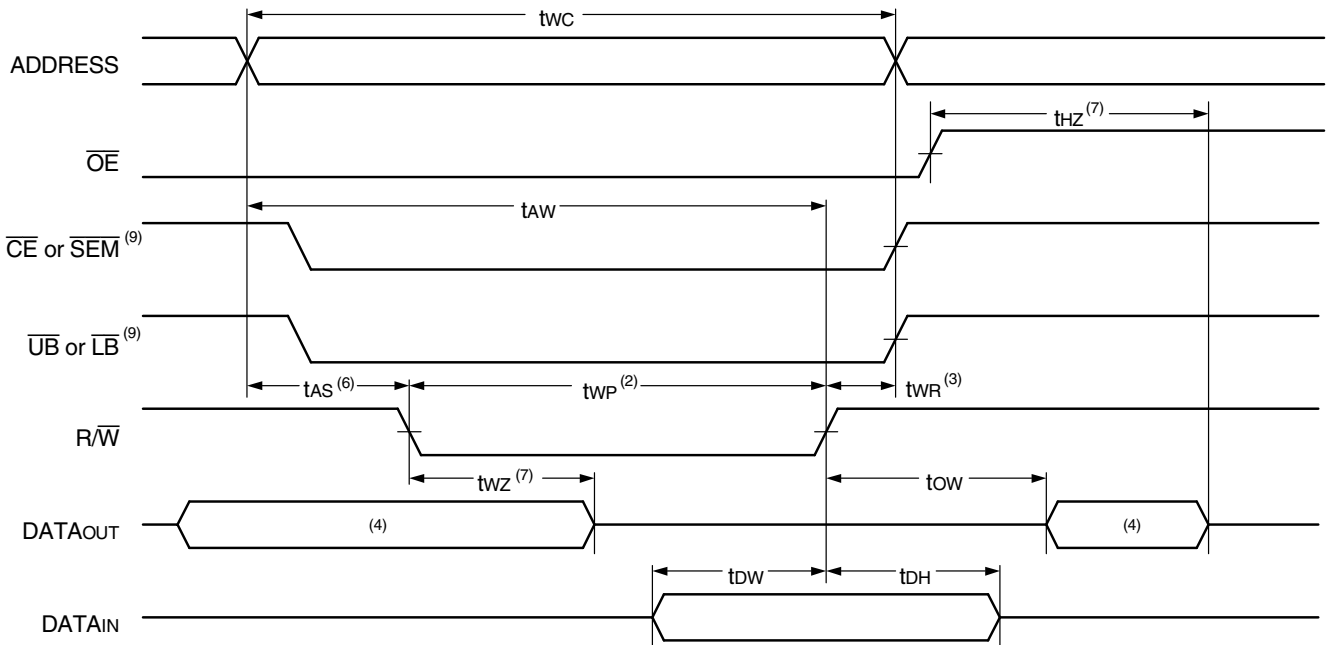 tWC
ADDRESS
tHZ (7)
OE
tAW
CE or SEM (9)
UB or LB (9)
tAS (6)
tWP (2)
tWR (3)
R/W
tWZ (7)
tOW
DATAOUT
(4)
(4)
tDW
tDH
DATAIN